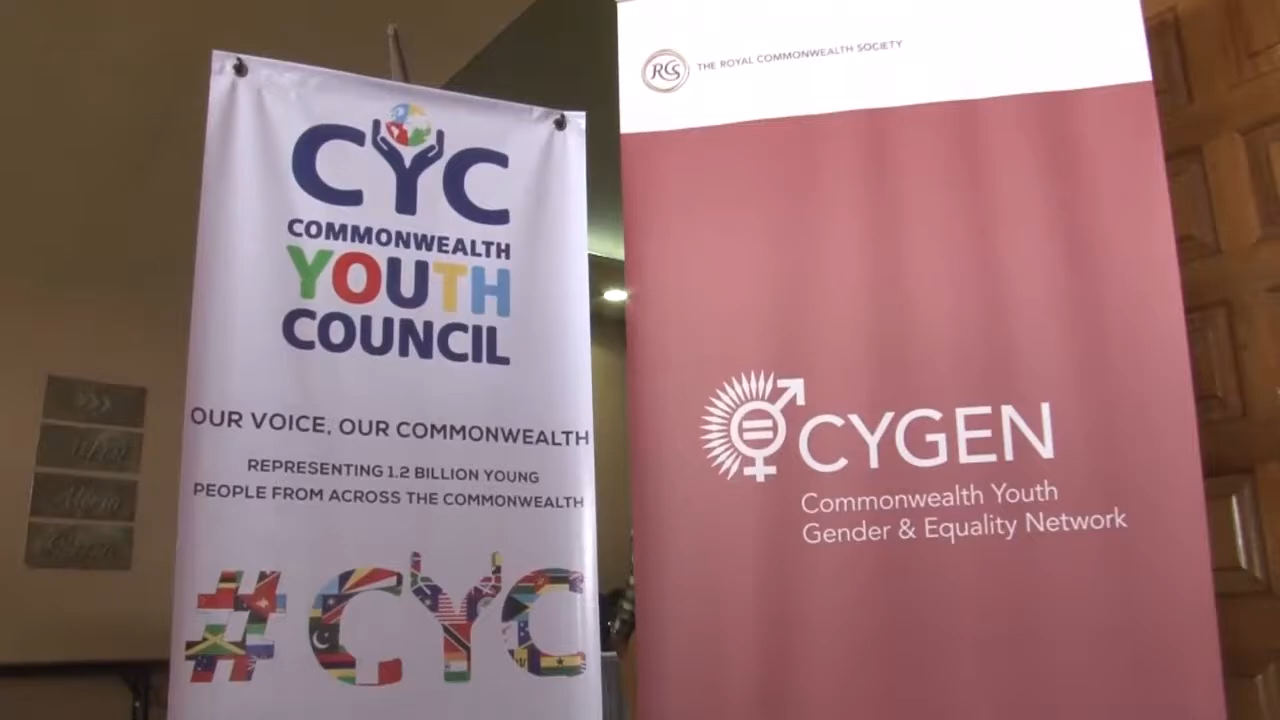 CYC
COMMONWEALTH
YOUTH
COUNCIL
OUR VOICE, OUR COMMONWEALTH
REPRESENTING 1.2 BILLION YOUNG
PEOPLE FROM ACROSS THE COMMONWEALTH
#CYC
RCS THE ROYAL COMMONWEALTH SOCIETY
CYGEN
Commonwealth Youth
Gender & Equality Network